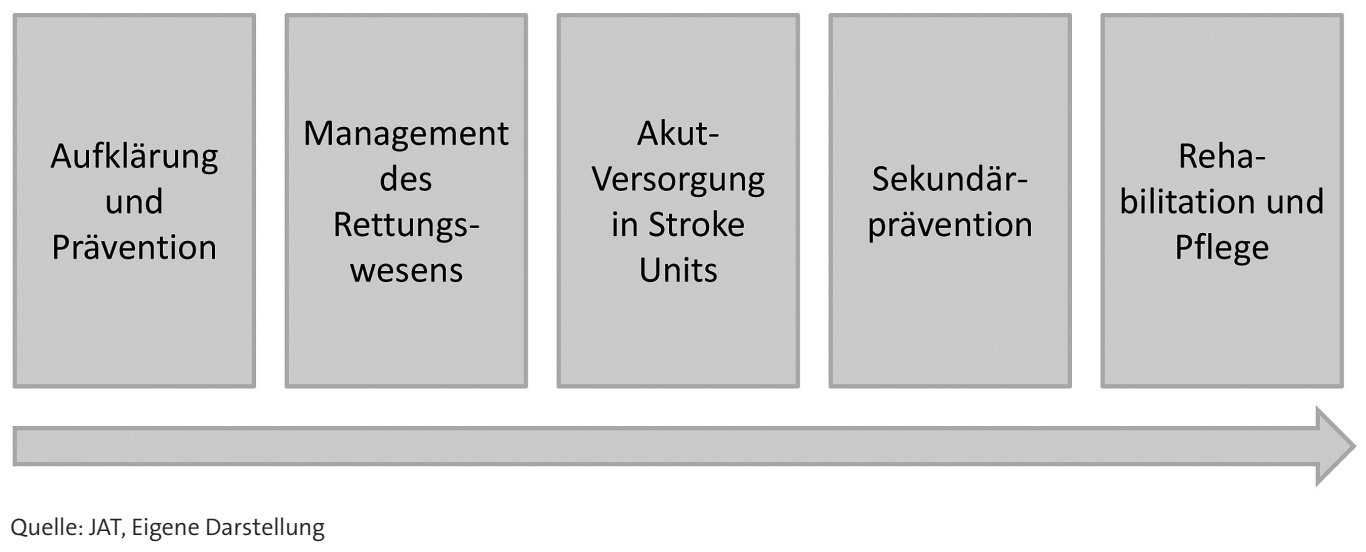 Aufklärung
und
Prävention
Management
des
Rettungs-
wesens
Akut-
Versorgung
in Stroke
Units
Sekundär-
prävention
Reha-
bilitation und
Pflege
Quelle: JAT, Eigene Darstellung